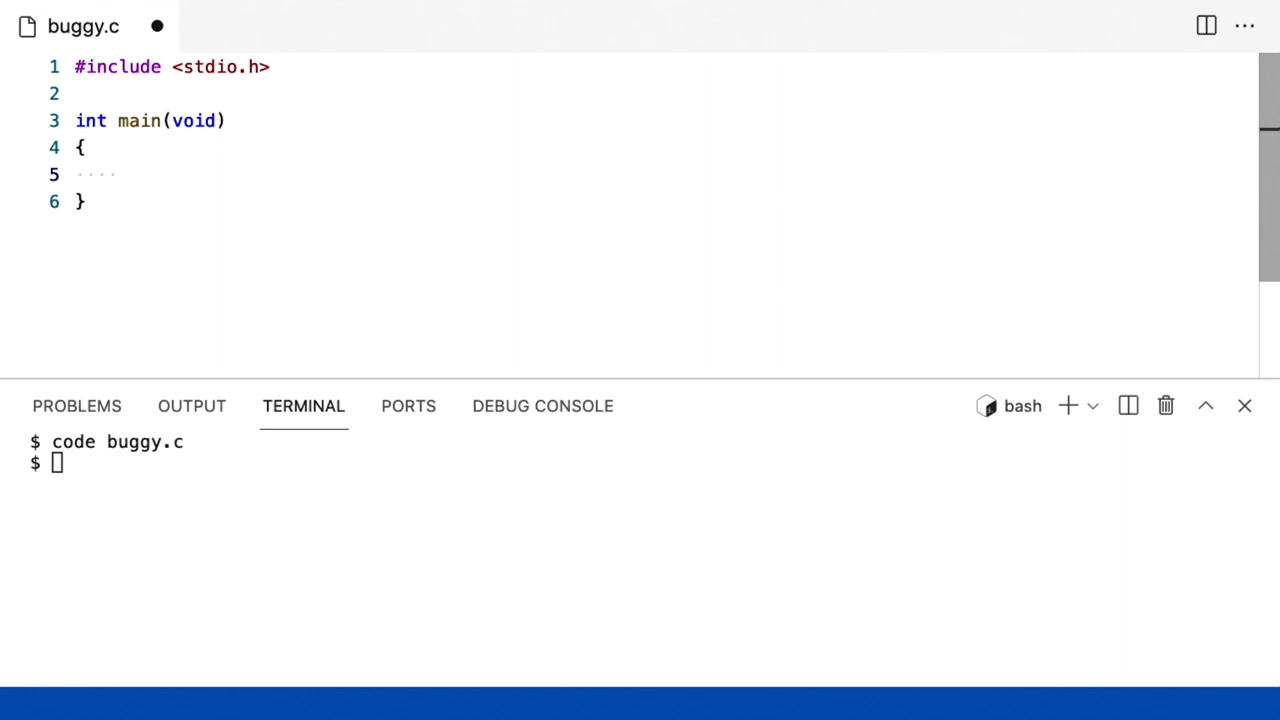 buggy.c
1 #include <stdio.h>
2
3 int main(void)
4 {
5 ····
6 }
PROBLEMS OUTPUT TERMINAL PORTS DEBUG CONSOLE bash
$ code buggy.c
$